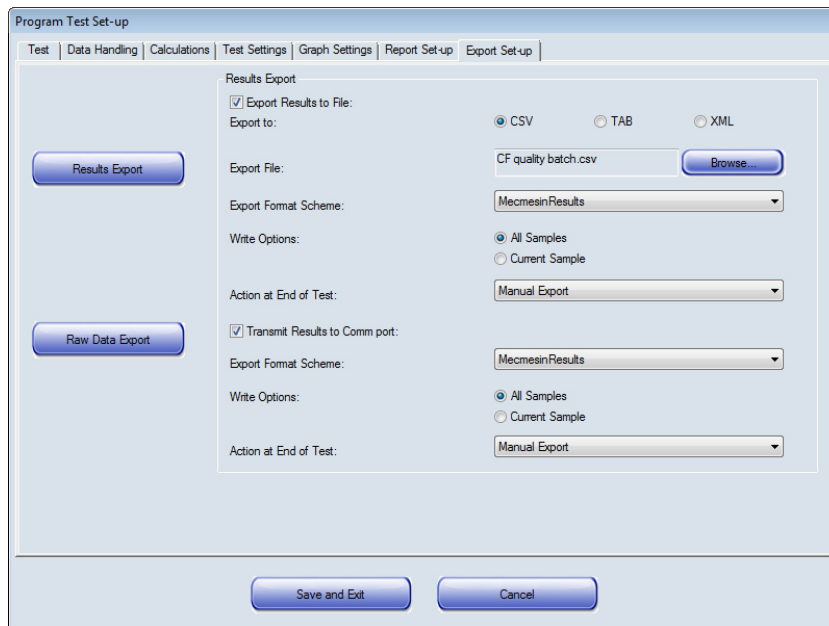 Program Test Set-up
Test Data Handling Calculations Test Settings Graph Settings Report Set-up Export Set-up
Results Export
Export Results to File:
Export to: CSV TAB XML
Results Export
Export File: CF quality batch.csv Browse...
Export Format Scheme: MecmesinResults
Write Options: All Samples
Current Sample
Action at End of Test: Manual Export
Raw Data Export
Transmit Results to Comm port:
Export Format Scheme: MecmesinResults
Write Options: All Samples
Current Sample
Action at End of Test: Manual Export
Save and Exit Cancel